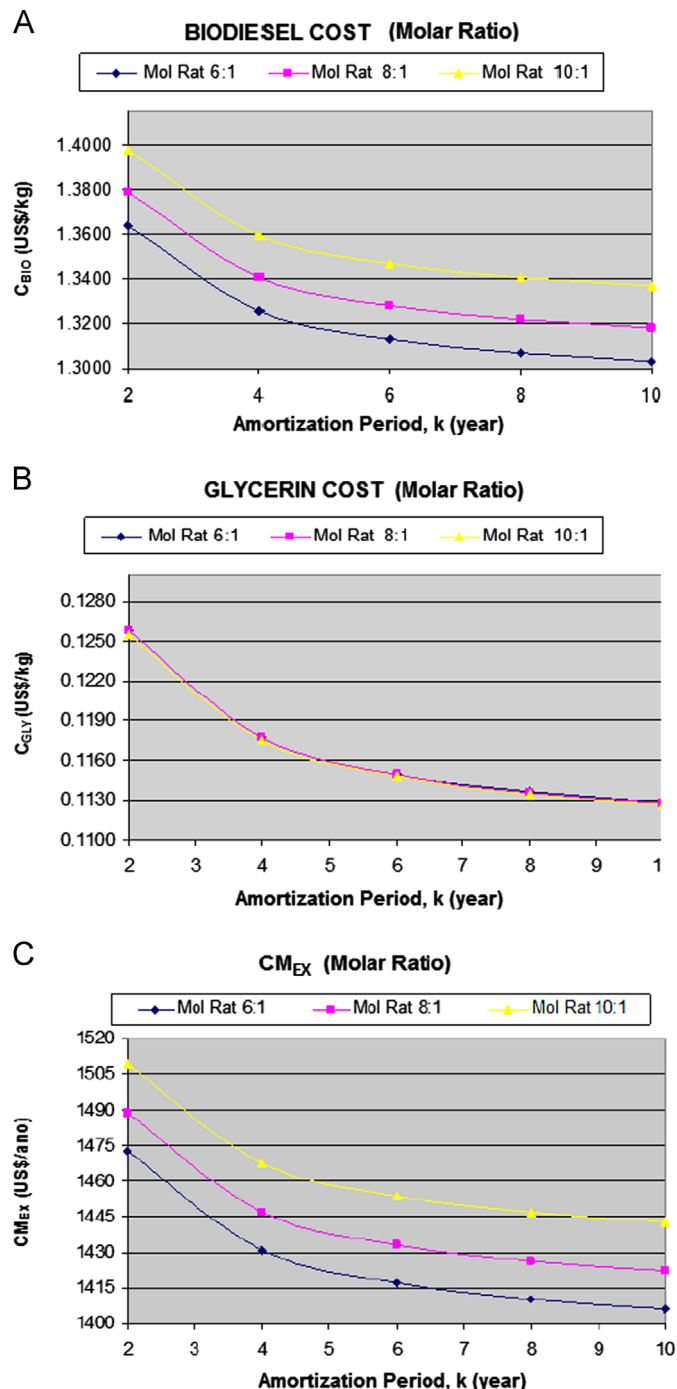 A
BIODIESEL COST (Molar Ratio)
Mol Rat 6:1 Mol Rat 8:1 Mol Rat 10:1
1.4000
1.3800
1.3600
1.3400
1.3200
1.3000
C_BIO (US$/kg)
2 4 6 8 10
Amortization Period, k (year)
B
GLYCERIN COST (Molar Ratio)
Mol Rat 6:1 Mol Rat 8:1 Mol Rat 10:1
0.1280
0.1250
0.1220
0.1190
0.1160
0.1130
0.1100
C_GLY (US$/kg)
2 3 4 5 6 7 8 9 1
Amortization Period, k (year)
C
CM_EX (Molar Ratio)
Mol Rat 6:1 Mol Rat 8:1 Mol Rat 10:1
1520
1505
1490
1475
1460
1445
1430
1415
1400
CM_EX (US$/ano)
2 3 4 5 6 7 8 9 10
Amortization Period, k (year)